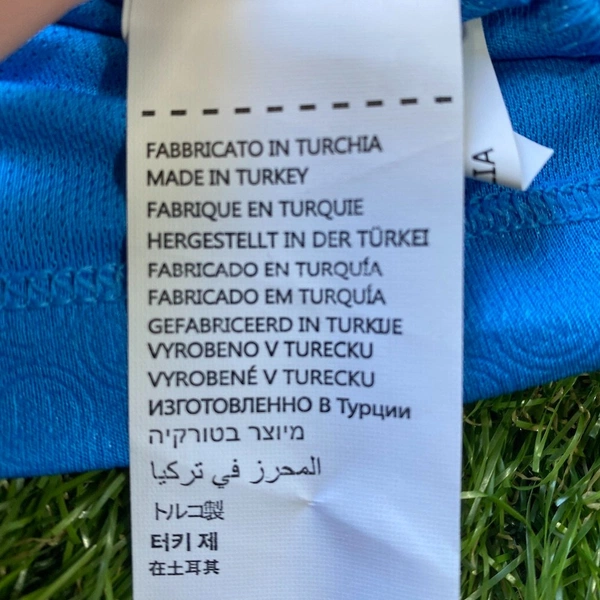 FABBRICATO IN TURCHIA
MADE IN TURKEY
FABRIQUE EN TURQUIE
HERGESTELLT IN DER TÜRKEI
FABRICADO EN TURQUÍA
FABRICADO EM TURQUÍA
GEFABRICEERD IN TURKIJE
VYROBENO V TURECKU
VYROBENÉ V TURECKU
ИЗГОТОВЛЕННО В Турции
מיוצר בטורקיה
المحرز في تركيا
トルコ製
터키 제
在土耳其